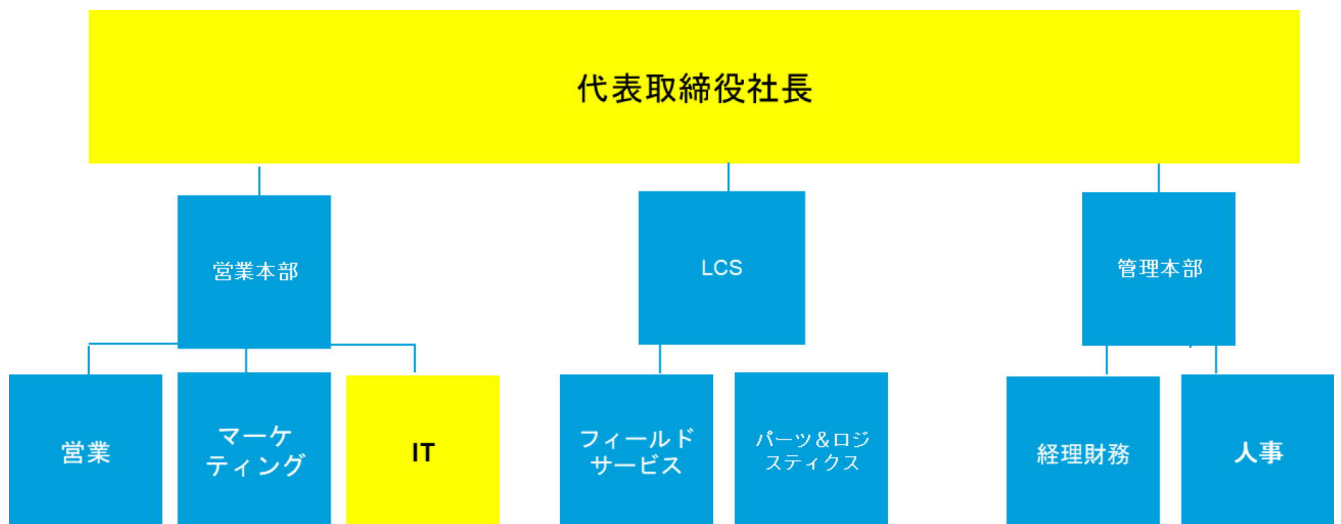 代表取締役社長
営業本部
LCS
管理本部
営業
マーケ
ティング
IT
フィールド
サービス
パーツ＆ロジ
スティクス
経理財務
人事